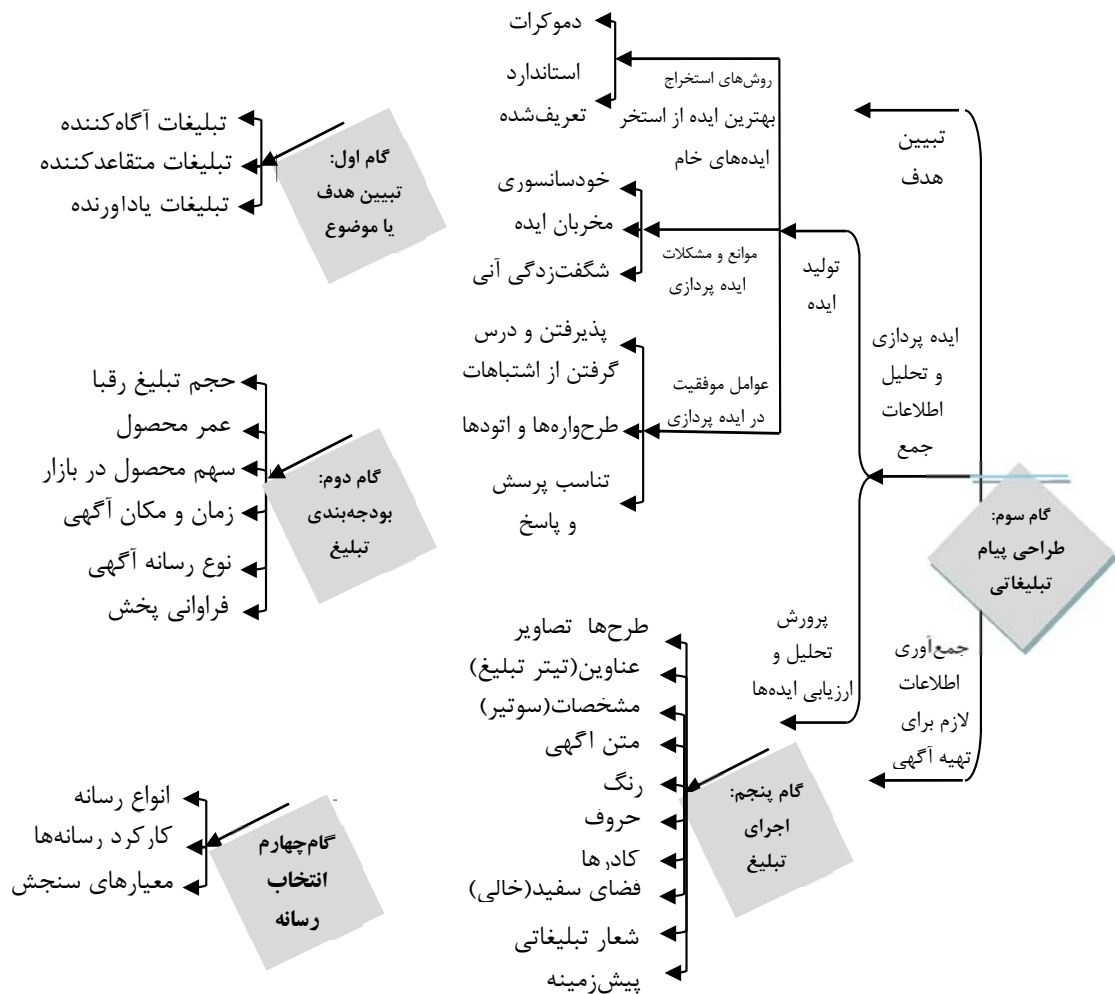 گام اول:
تبیین هدف
یا موضوع
تبلیغات آگاه‌کننده
تبلیغات متقاعدکننده
تبلیغات یاداورنده
گام دوم:
بودجه‌بندی
تبلیغ
حجم تبلیغ رقبا
عمر محصول
سهم محصول در بازار
زمان و مکان آگهی
نوع رسانه آگهی
فراوانی پخش
گام سوم:
طراحی پیام
تبلیغاتی
تبیین
هدف
ایده پردازی
و تحلیل
اطلاعات
جمع
جمع‌آوری
اطلاعات
لازم برای
تهیه آگهی
تولید
ایده
پرورش
تحلیل و
ارزیابی ایده‌ها
روش‌های استخراج
بهترین ایده از استخر
ایده‌های خام
دموکرات
استاندارد
تعریف‌شده
موانع و مشکلات
ایده پردازی
خودسانسوری
مخربان ایده
شگفت‌زدگی آنی
عوامل موفقیت
در ایده پردازی
پذیرفتن و درس
گرفتن از اشتباهات
طرح‌واره‌ها و اتودها
تناسب پرسش
و پاسخ
گام‌چهارم
انتخاب
رسانه
انواع رسانه
کارکرد رسانه‌ها
معیارهای سنجش
گام پنجم:
اجرای
تبلیغ
طرح‌ها تصاویر
عناوین(تیتر تبلیغ)
مشخصات(سوتیر)
متن اگهی
رنگ
حروف
کادرها
فضای سفید(خالی)
شعار تبلیغاتی
پیش‌زمینه